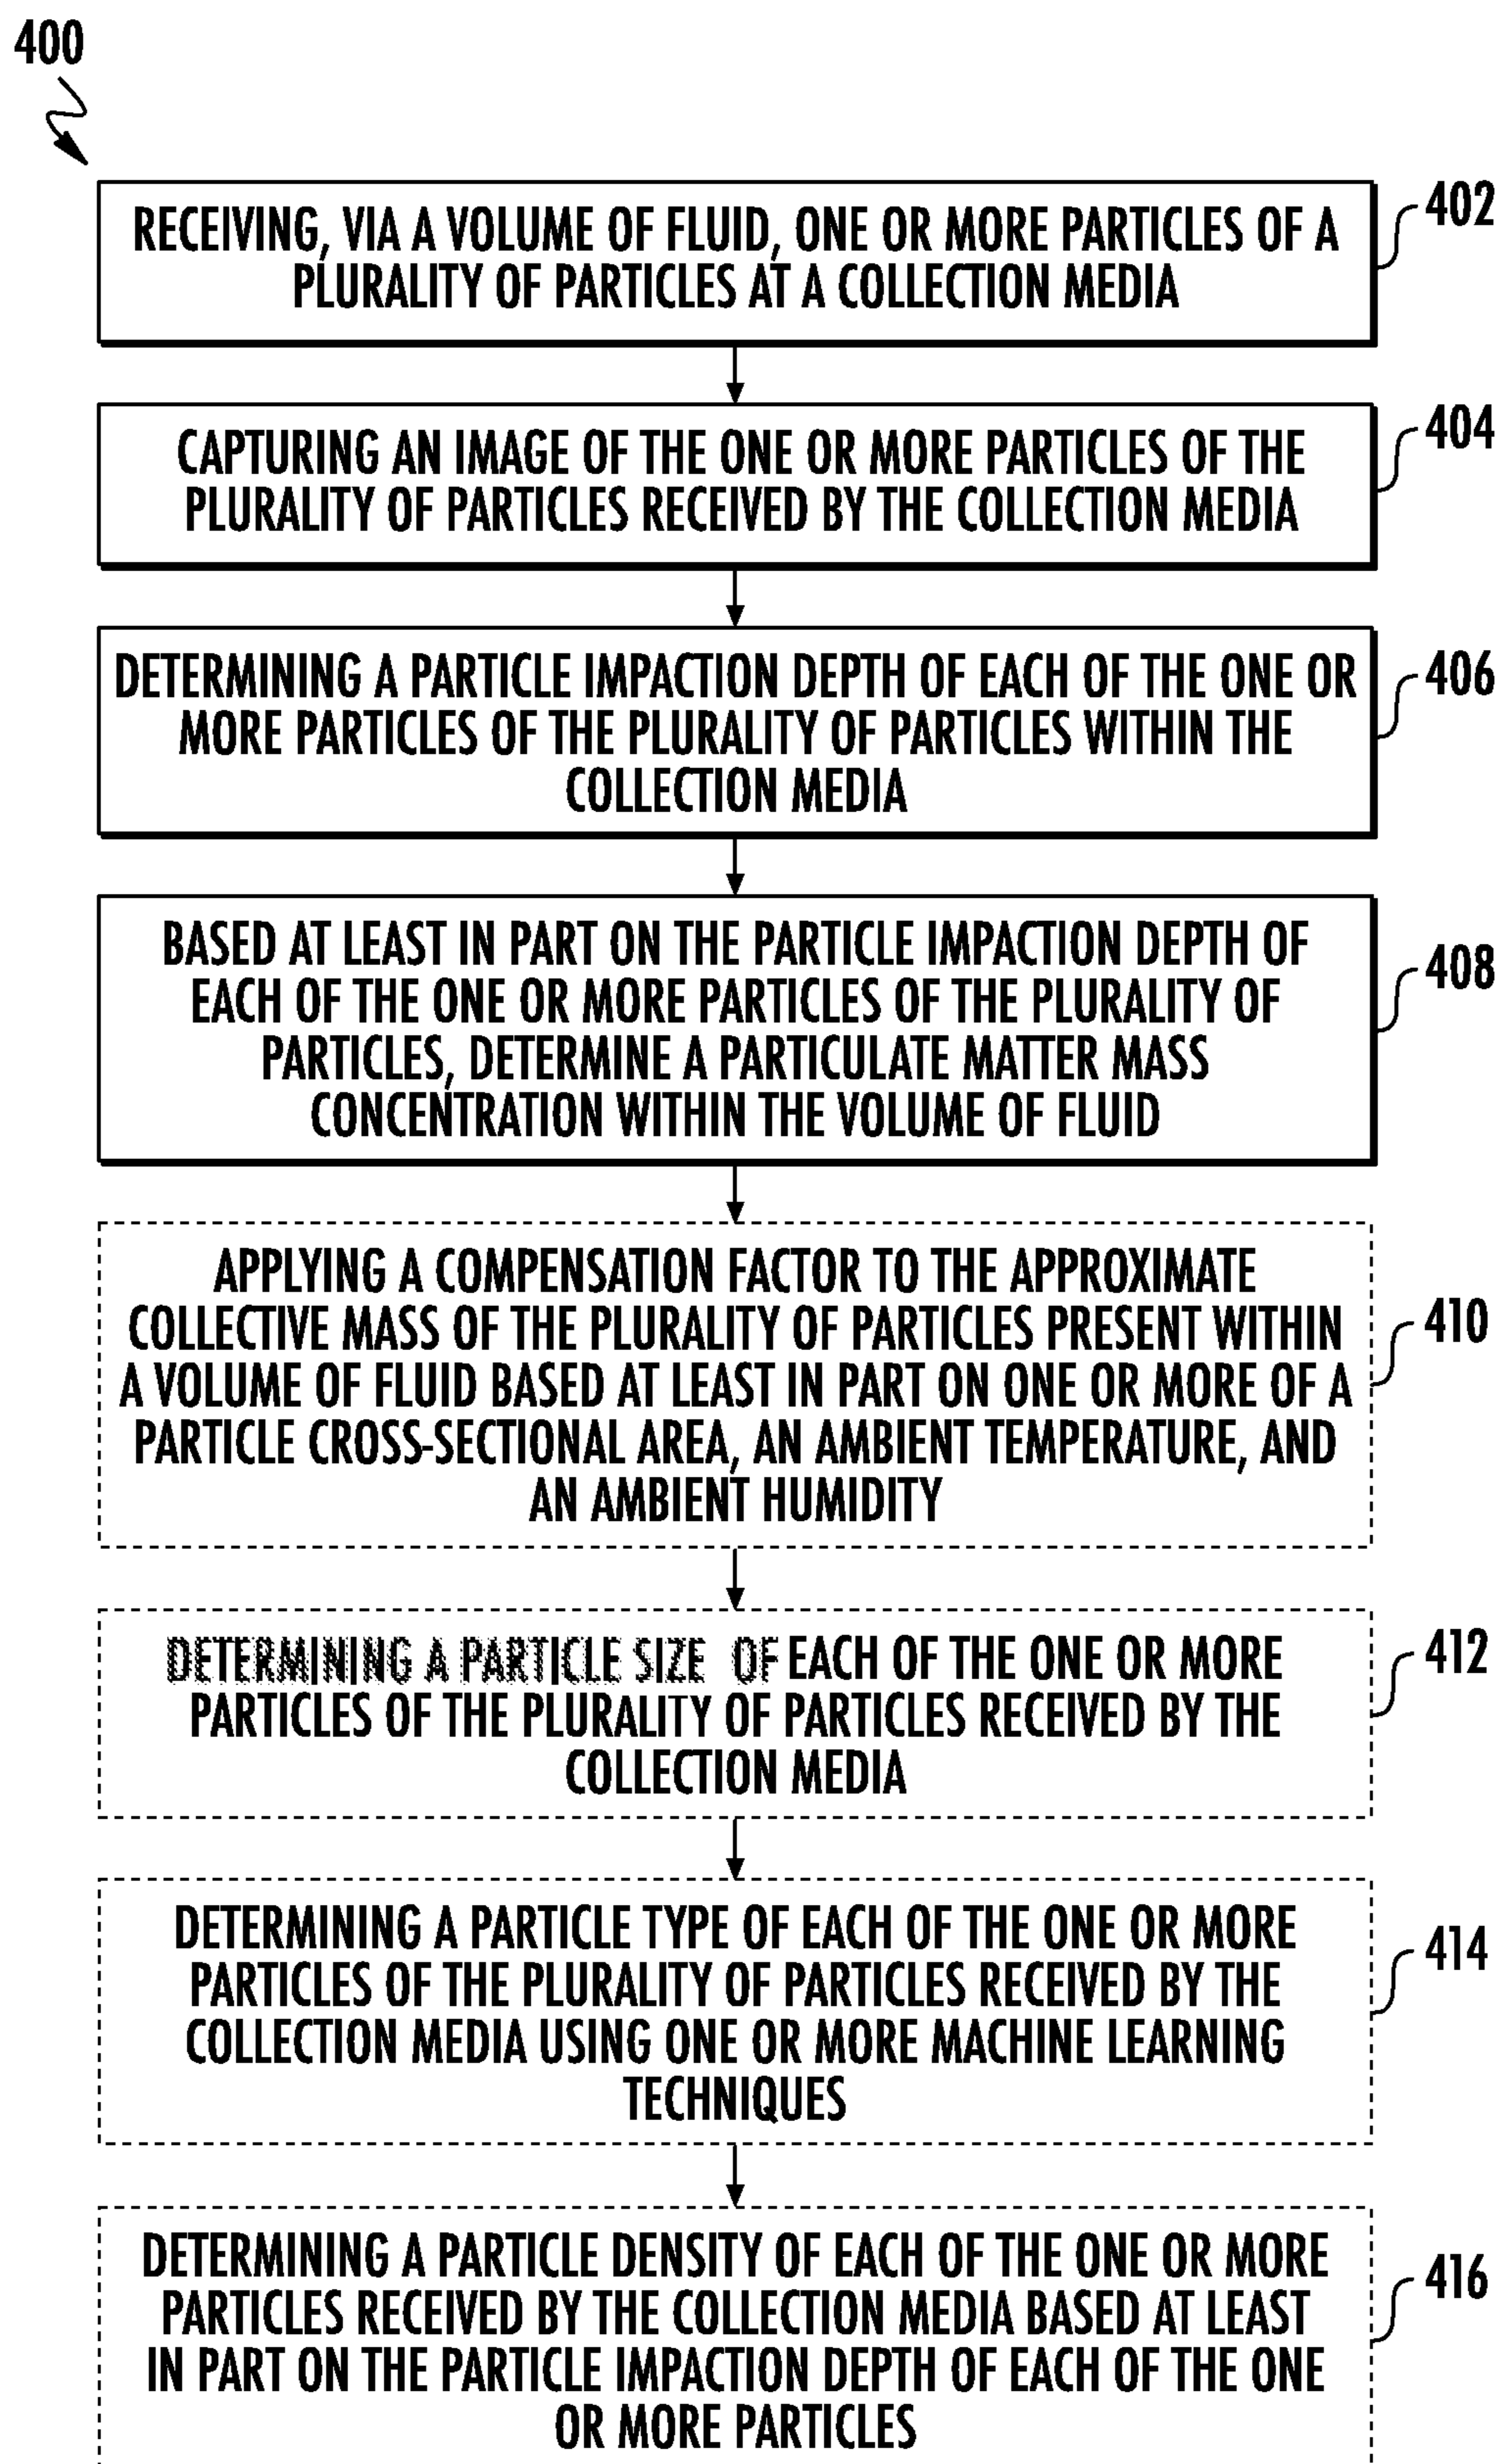 400
RECEIVING, VIA A VOLUME OF FLUID, ONE OR MORE PARTICLES OF A
PLURALITY OF PARTICLES AT A COLLECTION MEDIA
402
CAPTURING AN IMAGE OF THE ONE OR MORE PARTICLES OF THE
PLURALITY OF PARTICLES RECEIVED BY THE COLLECTION MEDIA
404
DETERMINING A PARTICLE IMPACTION DEPTH OF EACH OF THE ONE OR
MORE PARTICLES OF THE PLURALITY OF PARTICLES WITHIN THE
COLLECTION MEDIA
406
BASED AT LEAST IN PART ON THE PARTICLE IMPACTION DEPTH OF
EACH OF THE ONE OR MORE PARTICLES OF THE PLURALITY OF
PARTICLES, DETERMINE A PARTICULATE MATTER MASS
CONCENTRATION WITHIN THE VOLUME OF FLUID
408
APPLYING A COMPENSATION FACTOR TO THE APPROXIMATE
COLLECTIVE MASS OF THE PLURALITY OF PARTICLES PRESENT WITHIN
A VOLUME OF FLUID BASED AT LEAST IN PART ON ONE OR MORE OF A
PARTICLE CROSS-SECTIONAL AREA, AN AMBIENT TEMPERATURE, AND
AN AMBIENT HUMIDITY
410
DETERMINING A PARTICLE SIZE OF EACH OF THE ONE OR MORE
PARTICLES OF THE PLURALITY OF PARTICLES RECEIVED BY THE
COLLECTION MEDIA
412
DETERMINING A PARTICLE TYPE OF EACH OF THE ONE OR MORE
PARTICLES OF THE PLURALITY OF PARTICLES RECEIVED BY THE
COLLECTION MEDIA USING ONE OR MORE MACHINE LEARNING
TECHNIQUES
414
DETERMINING A PARTICLE DENSITY OF EACH OF THE ONE OR MORE
PARTICLES RECEIVED BY THE COLLECTION MEDIA BASED AT LEAST
IN PART ON THE PARTICLE IMPACTION DEPTH OF EACH OF THE ONE
OR MORE PARTICLES
416